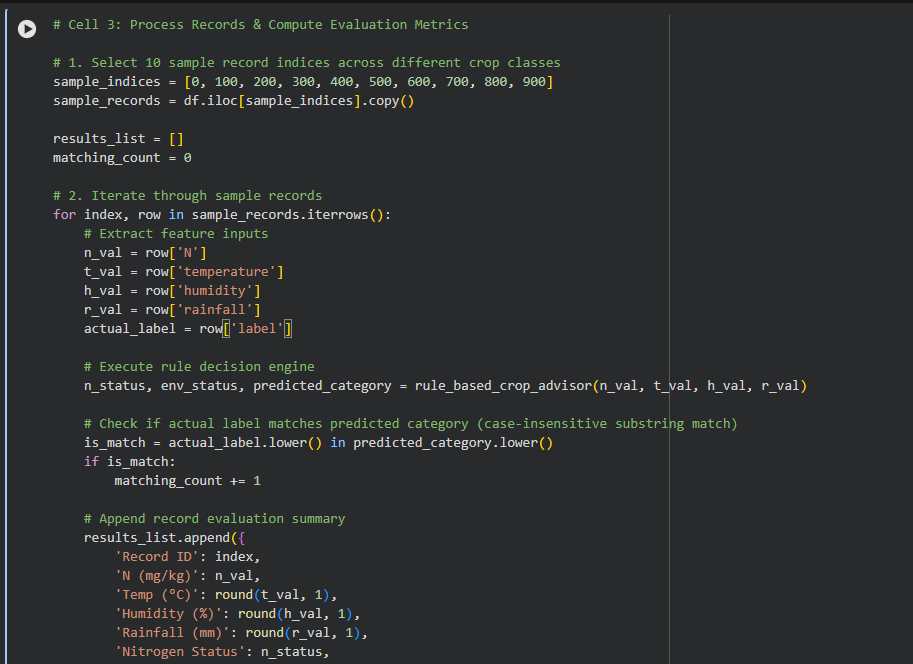 # Cell 3: Process Records & Compute Evaluation Metrics
# 1. Select 10 sample record indices across different crop classes
sample_indices = [0, 100, 200, 300, 400, 500, 600, 700, 800, 900]
sample_records = df.iloc[sample_indices].copy()
results_list = []
matching_count = 0
# 2. Iterate through sample records
for index, row in sample_records.iterrows():
    # Extract feature inputs
    n_val = row['N']
    t_val = row['temperature']
    h_val = row['humidity']
    r_val = row['rainfall']
    actual_label = row['label']
    # Execute rule decision engine
    n_status, env_status, predicted_category = rule_based_crop_advisor(n_val, t_val, h_val, r_val)
    # Check if actual label matches predicted category (case-insensitive substring match)
    is_match = actual_label.lower() in predicted_category.lower()
    if is_match:
        matching_count += 1
    # Append record evaluation summary
    results_list.append({
        'Record ID': index,
        'N (mg/kg)': n_val,
        'Temp (°C)': round(t_val, 1),
        'Humidity (%)': round(h_val, 1),
        'Rainfall (mm)': round(r_val, 1),
        'Nitrogen Status': n_status,